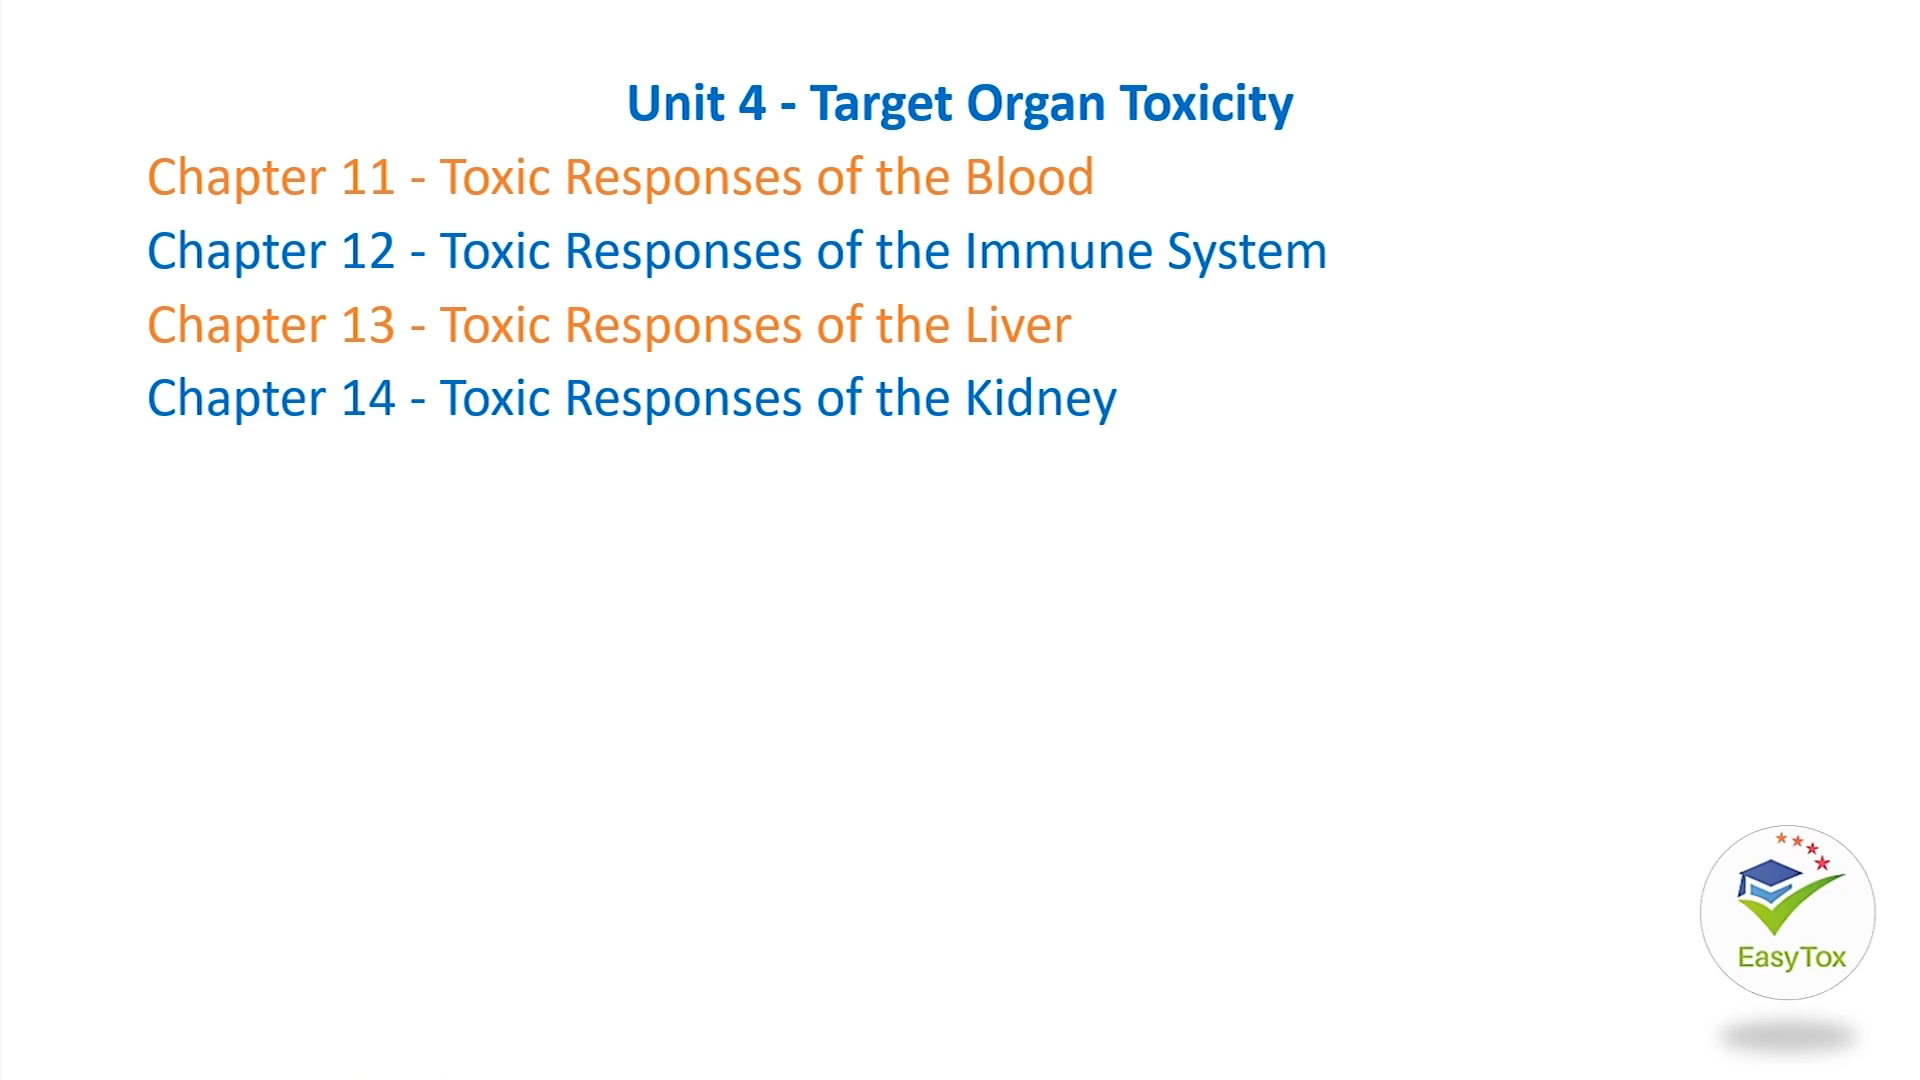 Unit 4 - Target Organ Toxicity
Chapter 11 - Toxic Responses of the Blood
Chapter 12 - Toxic Responses of the Immune System
Chapter 13 - Toxic Responses of the Liver
Chapter 14 - Toxic Responses of the Kidney
EasyTox